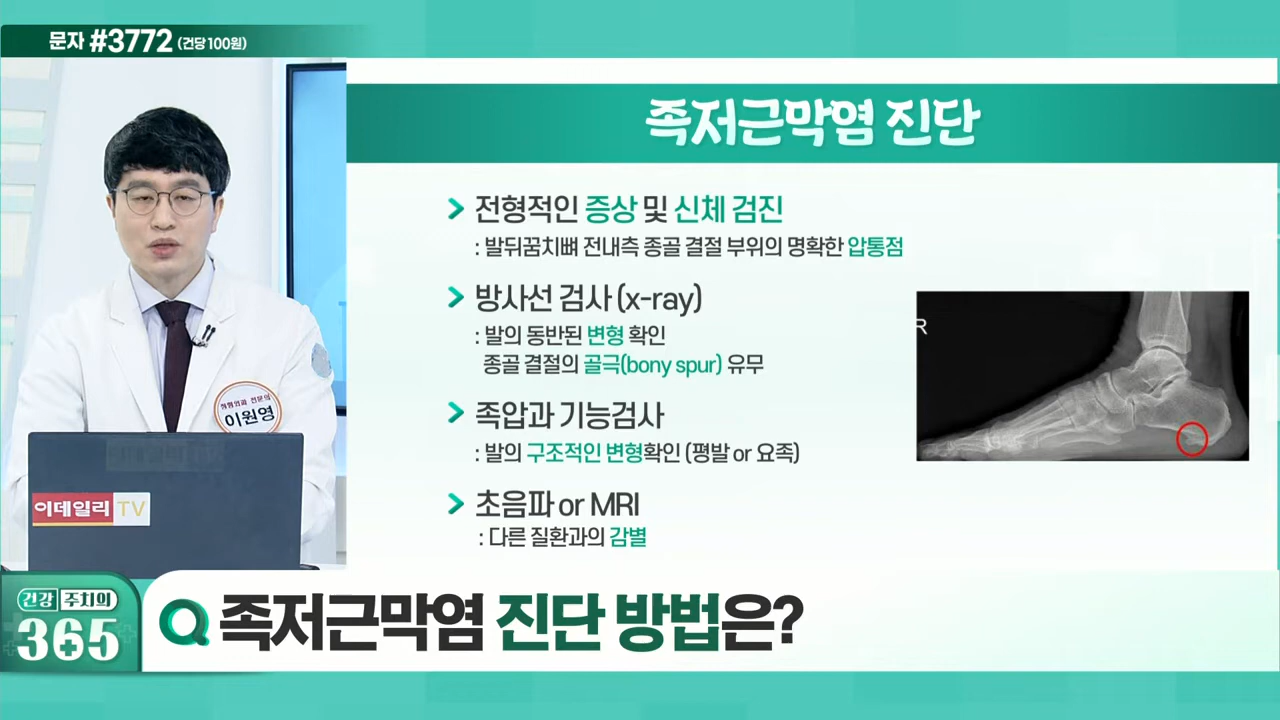 문자 #3772 (건당 100원)
족저근막염 진단
전형적인 증상 및 신체 검진
: 발뒤꿈치뼈 전내측 종골 결절 부위의 명확한 압통점
방사선 검사 (x-ray)
: 발의 동반된 변형 확인
종골 결절의 골극(bony spur) 유무
족압과 기능검사
: 발의 구조적인 변형확인 (평발 or 요족)
초음파 or MRI
: 다른 질환과의 감별
R
정형외과 전문의
이원영
이데일리 TV
건강 주치의
365
Q 족저근막염 진단 방법은?